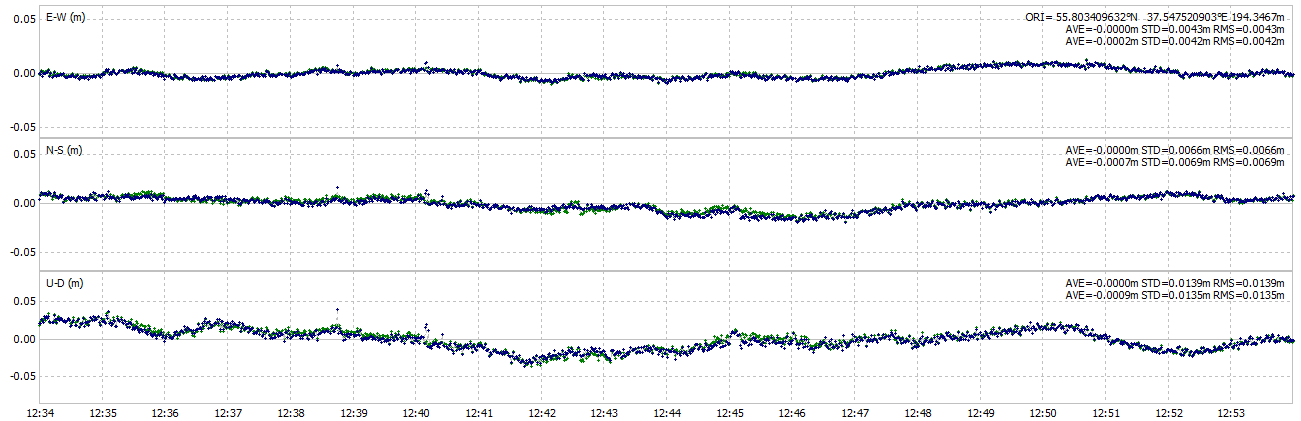 E-W (m)
ORI= 55.803409632°N 37.547520903°E 194.3467m
AVE=-0.0000m STD=0.0043m RMS=0.0043m
AVE=-0.0002m STD=0.0042m RMS=0.0042m
0.05
0.00
-0.05
N-S (m)
AVE=-0.0000m STD=0.0066m RMS=0.0066m
AVE=-0.0007m STD=0.0069m RMS=0.0069m
0.05
0.00
-0.05
U-D (m)
AVE=-0.0000m STD=0.0139m RMS=0.0139m
AVE=-0.0009m STD=0.0135m RMS=0.0135m
0.05
0.00
-0.05
12:34 12:35 12:36 12:37 12:38 12:39 12:40 12:41 12:42 12:43 12:44 12:45 12:46 12:47 12:48 12:49 12:50 12:51 12:52 12:53